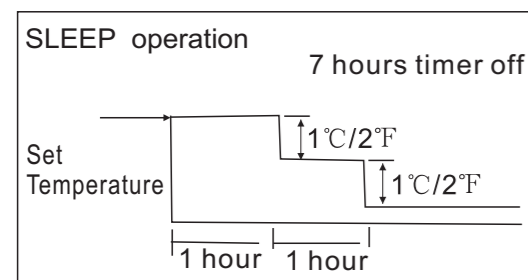 SLEEP operation
7 hours timer off
1℃/2℉
Set
Temperature
1℃/2℉
1 hour 1 hour